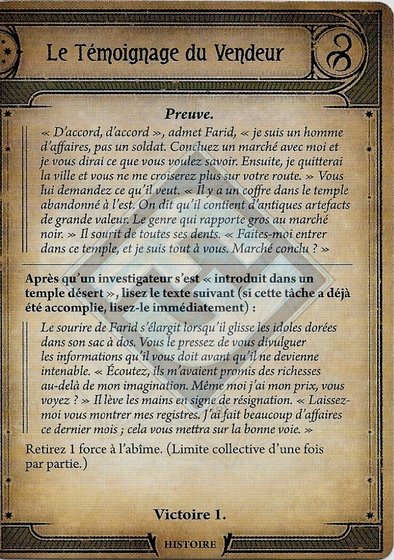 Le Témoignage du Vendeur
Preuve.
« D'accord, d'accord », admet Farid, « je suis un homme
d'affaires, pas un soldat. Concluez un marché avec moi et
je vous dirai ce que vous voulez savoir. Ensuite, je quitterai
la ville et vous ne me croiserez plus sur votre route. » Vous
lui demandez ce qu'il veut. « Il y a un coffre dans le temple
abandonné à l'est. On dit qu'il contient d'antiques artefacts
de grande valeur. Le genre qui rapporte gros au marché
noir. » Il sourit de toutes ses dents. « Faites-moi entrer
dans ce temple, et je suis tout à vous. Marché conclu ? »
Après qu'un investigateur s'est « introduit dans un
temple désert », lisez le texte suivant (si cette tâche a déjà
été accomplie, lisez-le immédiatement) :
Le sourire de Farid s'élargit lorsqu'il glisse les idoles dorées
dans son sac à dos. Vous le pressez de vous divulguer
les informations qu'il vous doit avant qu'il ne devienne
intenable. « Écoutez, ils m'avaient promis des richesses
au-delà de mon imagination. Même moi j'ai mon prix, vous
voyez ? » Il lève les mains en signe de résignation. « Laissez-
moi vous montrer mes registres. J'ai fait beaucoup d'affaires
ce dernier mois ; cela vous mettra sur la bonne voie. »
Retirez 1 force à l'abîme. (Limite collective d'une fois
par partie.)
Victoire 1.
HISTOIRE